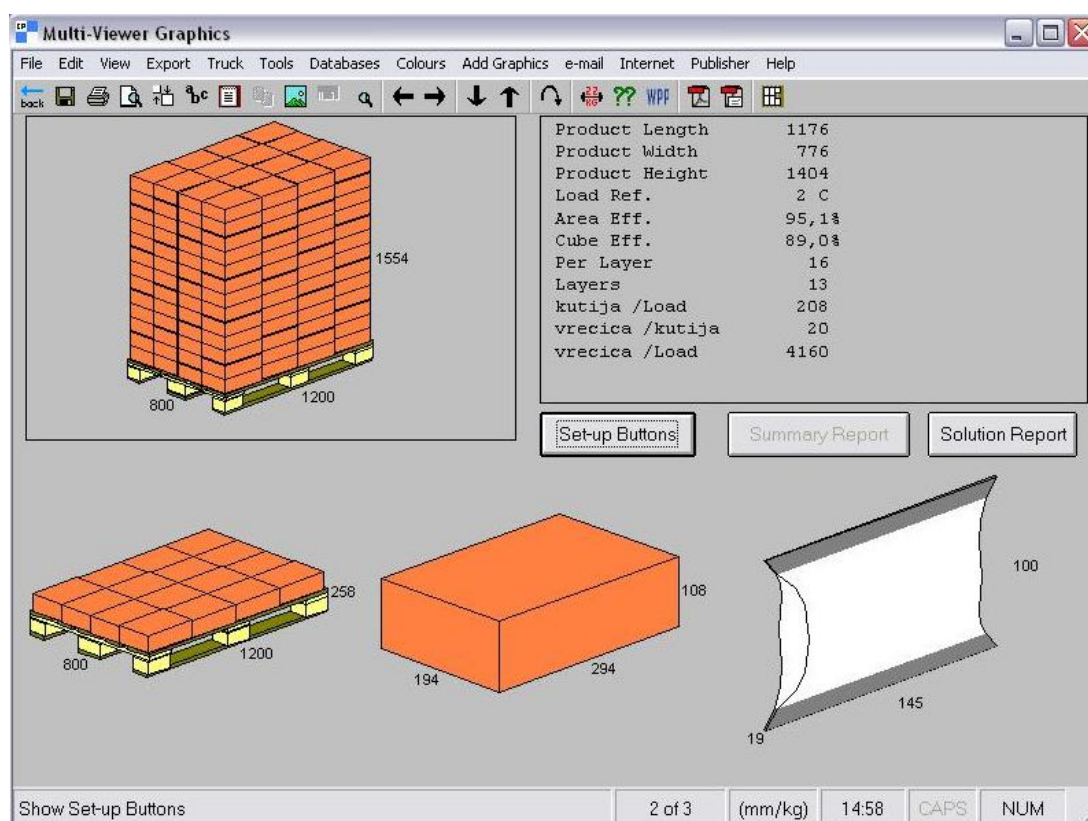 Multi-Viewer Graphics
File Edit View Export Truck Tools Databases Colours Add Graphics e-mail Internet Publisher Help
back abc 22 KG ?? WPF
Product Length 1176
Product Width 776
Product Height 1404
Load Ref. 2 C
Area Eff. 95,1%
Cube Eff. 89,0%
Per Layer 16
Layers 13
kutija /Load 208
vrecica /kutija 20
vrecica /Load 4160
1554
800
1200
Set-up Buttons Summary Report Solution Report
258
800
1200
108
194
294
100
145
19
Show Set-up Buttons 2 of 3 (mm/kg) 14:58 CAPS NUM